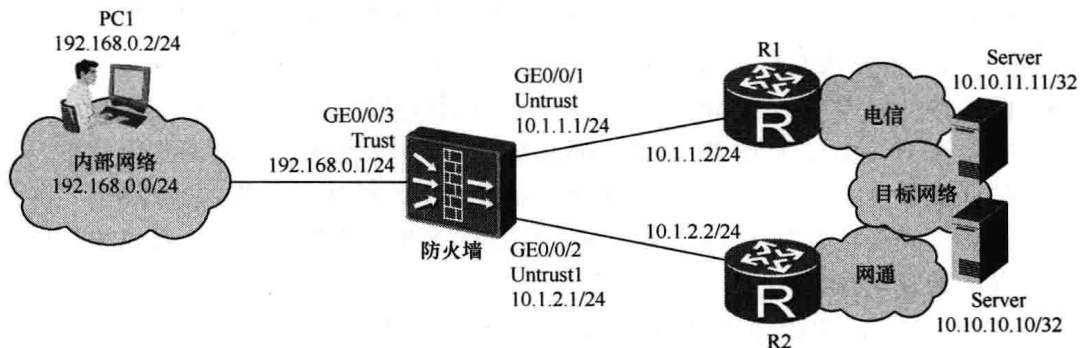 PC1
192.168.0.2/24
内部网络
192.168.0.0/24
GE0/0/3
Trust
192.168.0.1/24
防火墙
GE0/0/1
Untrust
10.1.1.1/24
GE0/0/2
Untrust1
10.1.2.1/24
R1
R
10.1.1.2/24
电信
Server
10.10.11.11/32
目标网络
10.1.2.2/24
R
R2
网通
Server
10.10.10.10/32